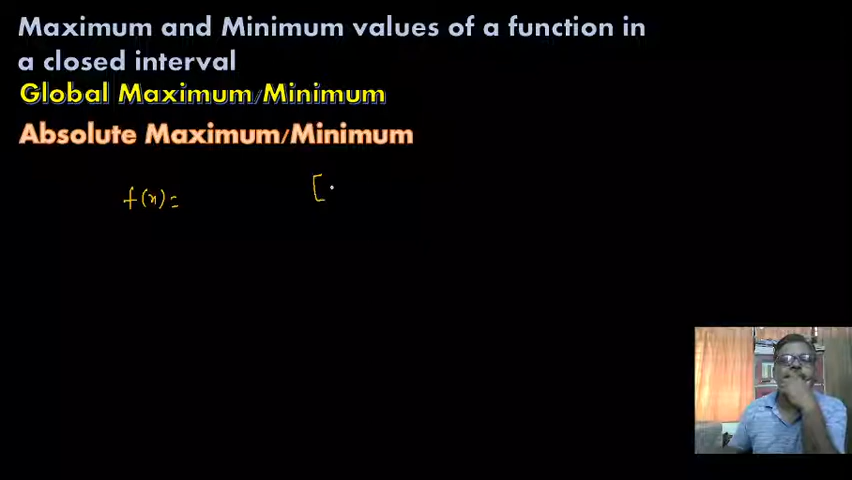 Maximum and Minimum values of a function in
a closed interval
Global Maximum/Minimum
Absolute Maximum/Minimum
f(x)= [